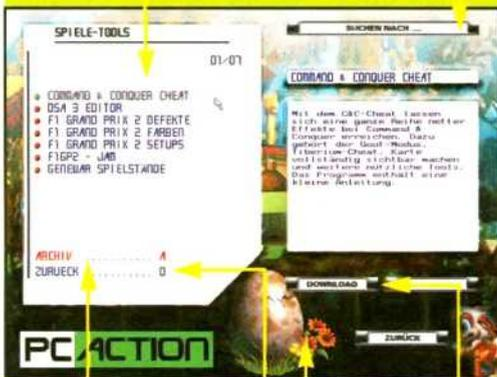 SPIELE-TOOLS
01/07
COMMAND & CONQUER CHEAT
DSA 3 EDITOR
F1 GRAND PRIX 2 DEFEKTE
F1 GRAND PRIX 2 FARBEN
F1 GRAND PRIX 2 SETUPS
F1GP2 - JAM
GENEWAR SPIELSTANDE
ARCHIV .......... A
ZURUECK .......... 0
PC ACTION
SUCHEN NACH ...
COMMAND & CONQUER CHEAT
Mit dem C&C-Cheat lassen
sich eine ganze Reihe netter
Effekte bei Command &
Conquer erreichen. Dazu
gehört der Gout-Modus,
Tiberium-Cheat, Karte
vollständig sichtbar machen
und weitere nützliche Tools.
Das Programm enthält eine
kleine Anleitung.
DOWNLOAD
ZURÜCK